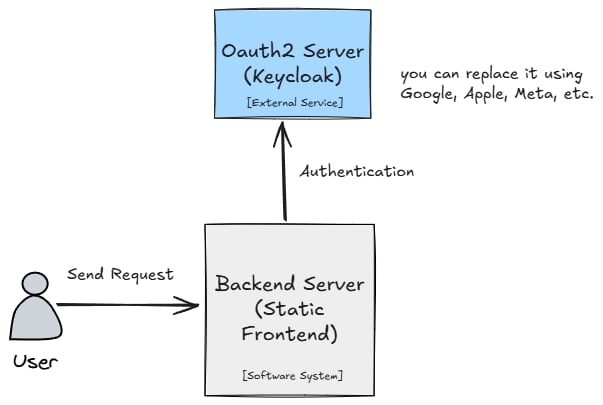 Oauth2 Server
(Keycloak)
[External Service]
you can replace it using
Google, Apple, Meta, etc.
Authentication
Send Request
User
Backend Server
(Static
Frontend)
[Software System]